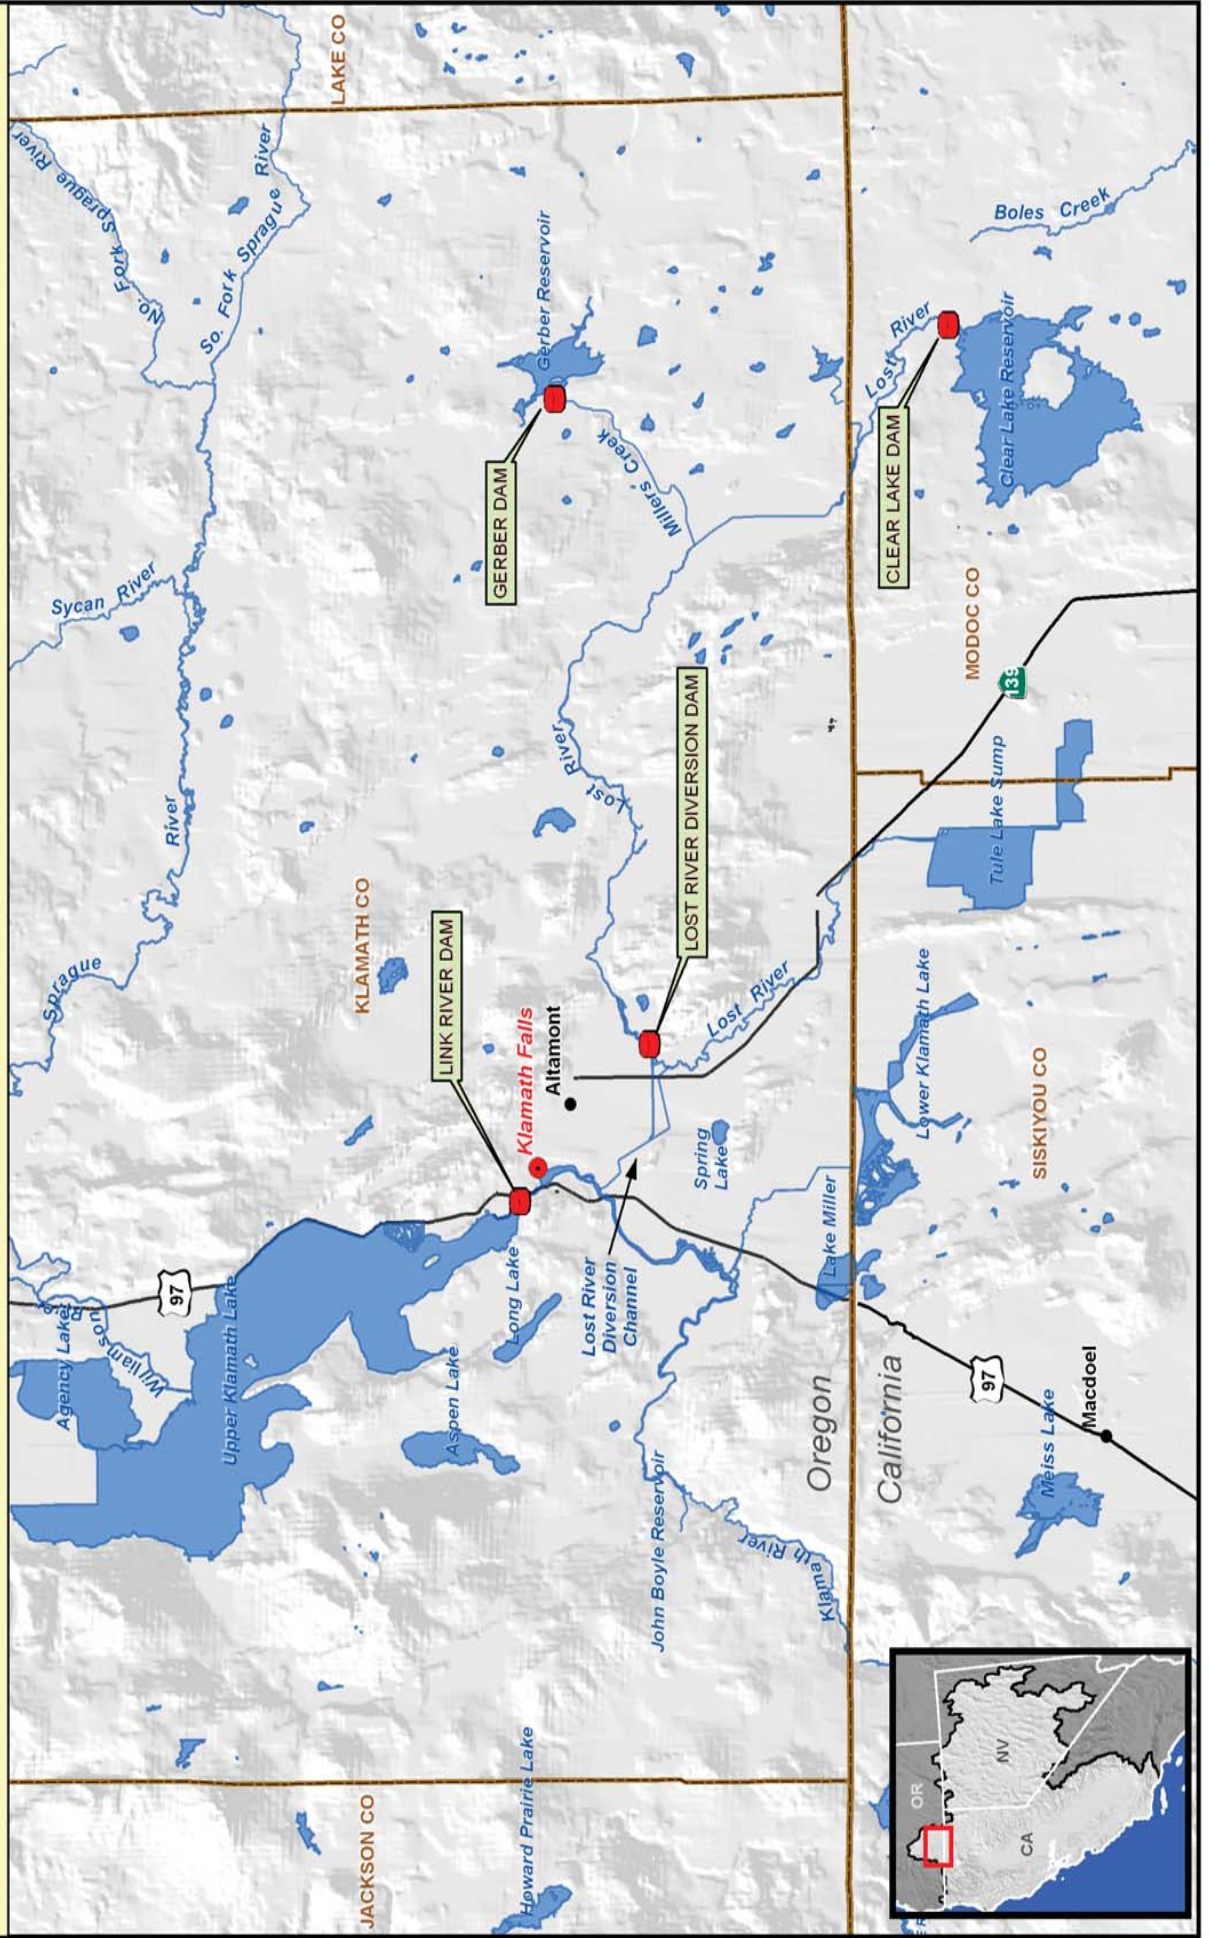 LAKE CO
No. Fork Sprague River
So. Fork Sprague River
Sycan River
Sprague
River
Gerber Reservoir
GERBER DAM
Millers Creek
Lost River
Boles Creek
CLEAR LAKE DAM
Clear Lake Reservoir
MODOC CO
139
Lost River
LOST RIVER DIVERSION DAM
Tule Lake Sump
KLAMATH CO
LINK RIVER DAM
Klamath Falls
Altamont
Lost River
Lower Klamath Lake
SISKIYOU CO
Spring
Lake
Lake Miller
Lost River
Diversion
Channel
Long Lake
97
Agency Lake
Williamson
Upper Klamath Lake
Aspen Lake
Oregon
California
97
Macdoel
Meiss Lake
John Boyle Reservoir
Klamath River
JACKSON CO
Howard Prairie Lake
OR
NV
CA